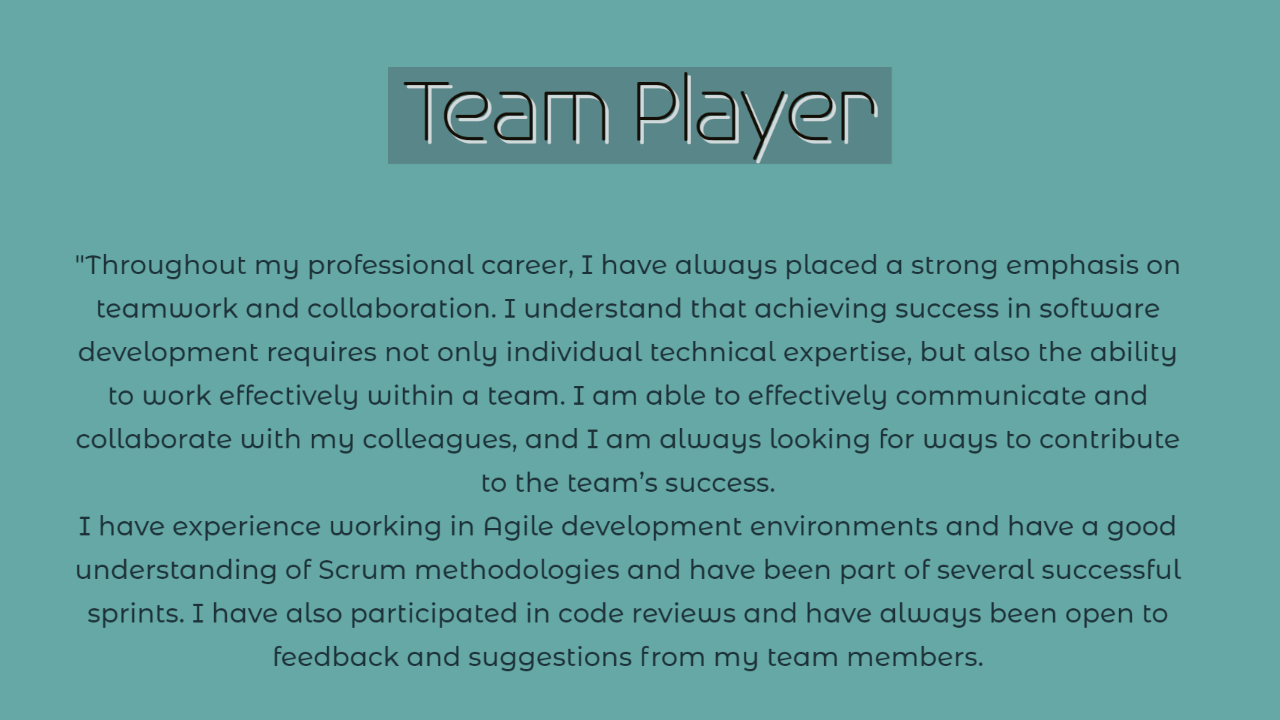 Team Player
"Throughout my professional career, I have always placed a strong emphasis on
teamwork and collaboration. I understand that achieving success in software
development requires not only individual technical expertise, but also the ability
to work effectively within a team. I am able to effectively communicate and
collaborate with my colleagues, and I am always looking for ways to contribute
to the team’s success.
I have experience working in Agile development environments and have a good
understanding of Scrum methodologies and have been part of several successful
sprints. I have also participated in code reviews and have always been open to
feedback and suggestions from my team members.